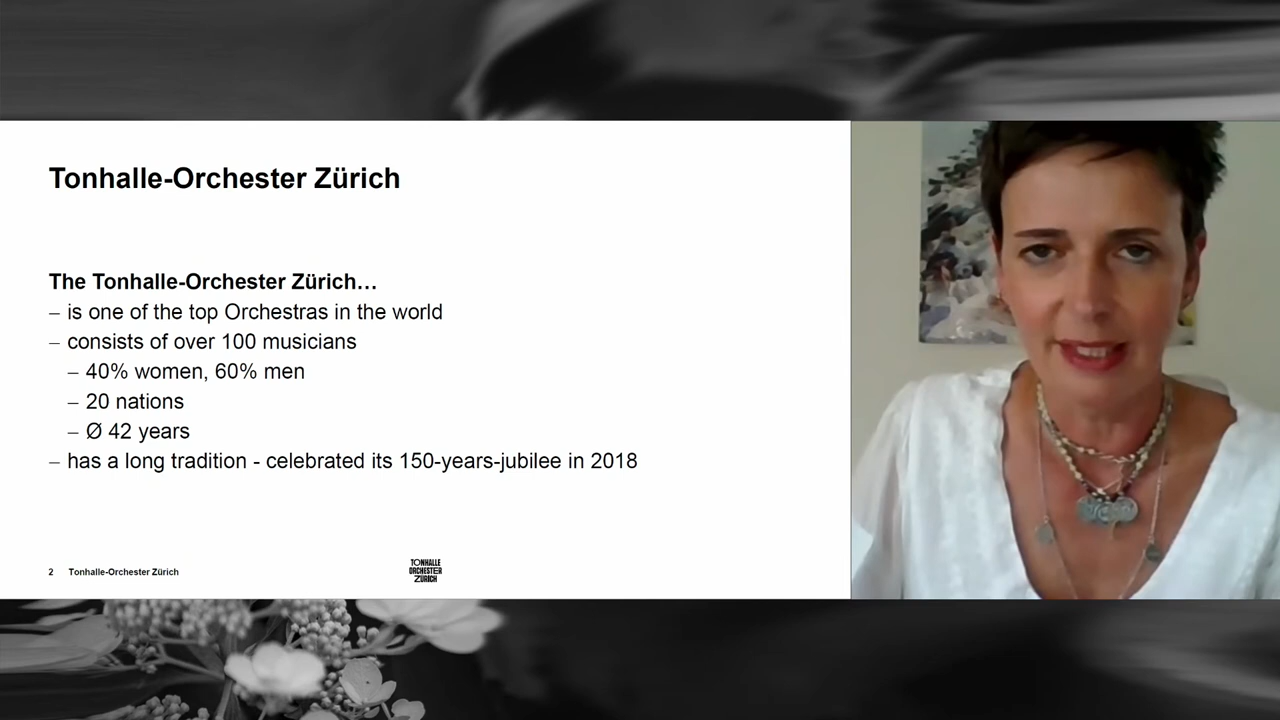 Tonhalle-Orchester Zürich
The Tonhalle-Orchester Zürich…
– is one of the top Orchestras in the world
– consists of over 100 musicians
– 40% women, 60% men
– 20 nations
– Ø 42 years
– has a long tradition - celebrated its 150-years-jubilee in 2018
2 Tonhalle-Orchester Zürich
TONHALLE
ORCHESTER
ZÜRICH